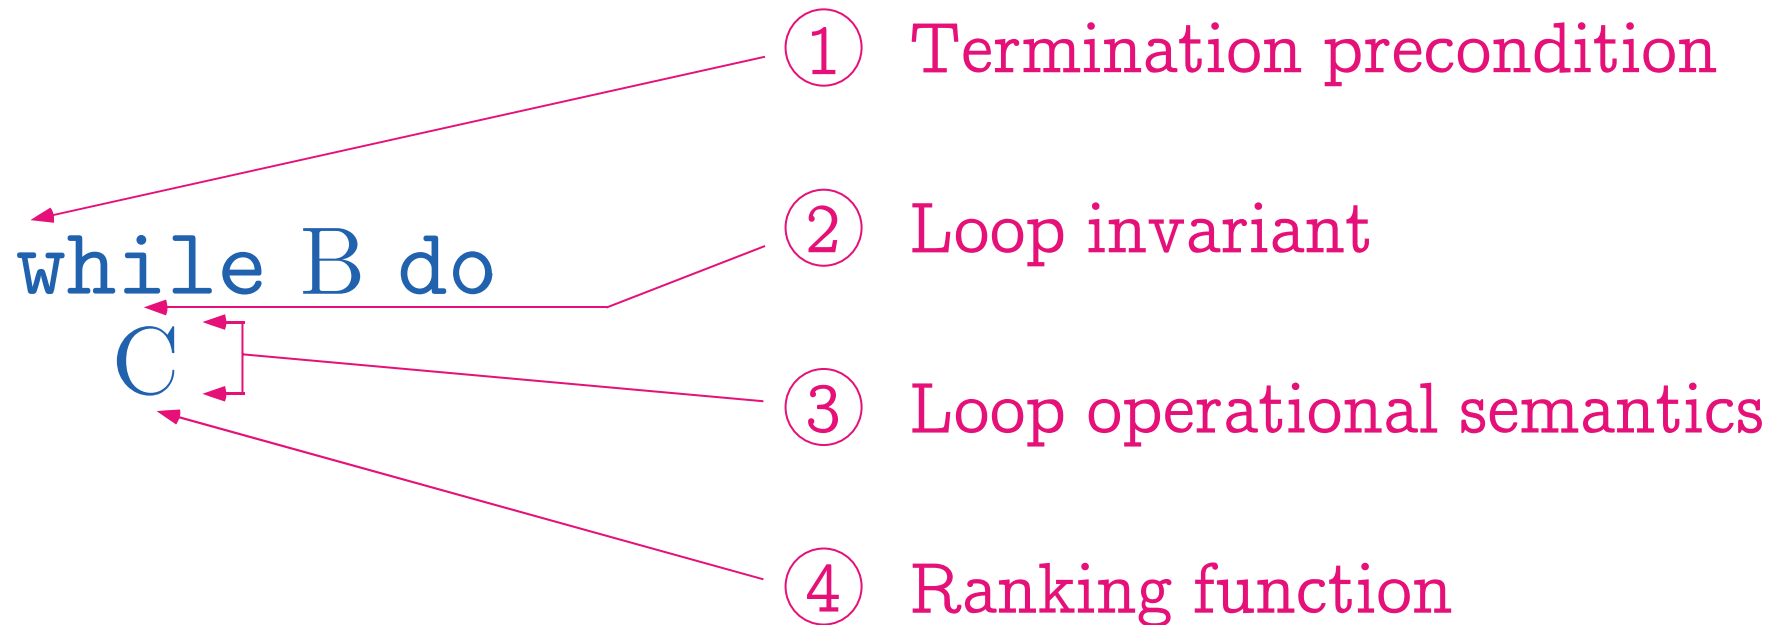 ① Termination precondition
② Loop invariant
while B do
C
③ Loop operational semantics
④ Ranking function